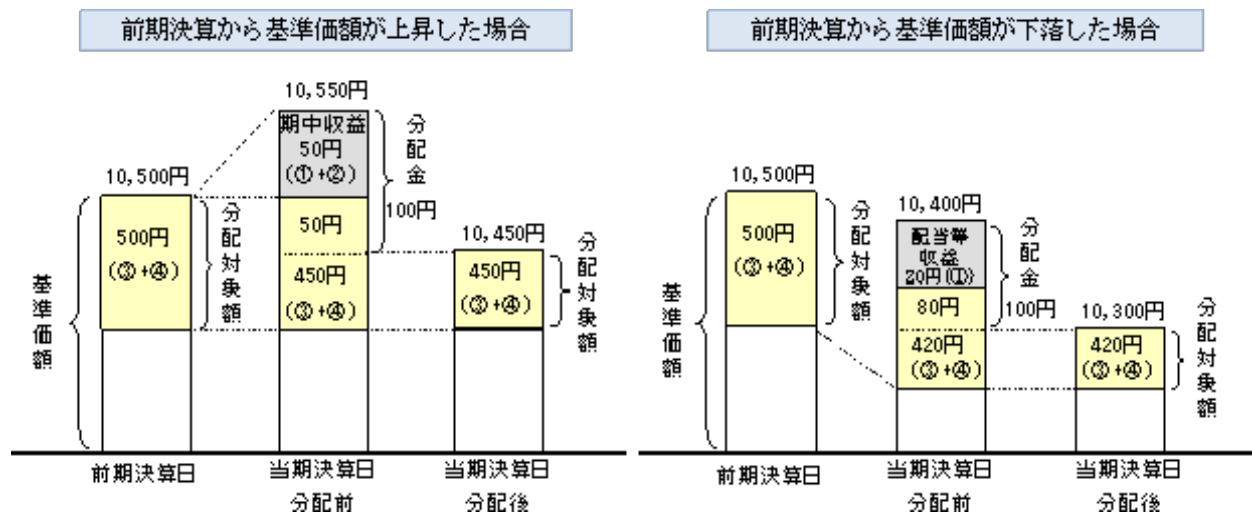 前期決算から基準価額が上昇した場合
10,550円
期中収益
50円
(①+②)
分配金
100円
10,500円
500円
(③+④)
分配対象額
50円
450円
(③+④)
10,450円
450円
(③+④)
分配対象額
基準価額
前期決算日
当期決算日
分配前
当期決算日
分配後
前期決算から基準価額が下落した場合
10,500円
500円
(③+④)
分配対象額
10,400円
配当等
収益
20円(①)
分配金
100円
80円
420円
(③+④)
10,300円
420円
(③+④)
分配対象額
基準価額
前期決算日
当期決算日
分配前
当期決算日
分配後